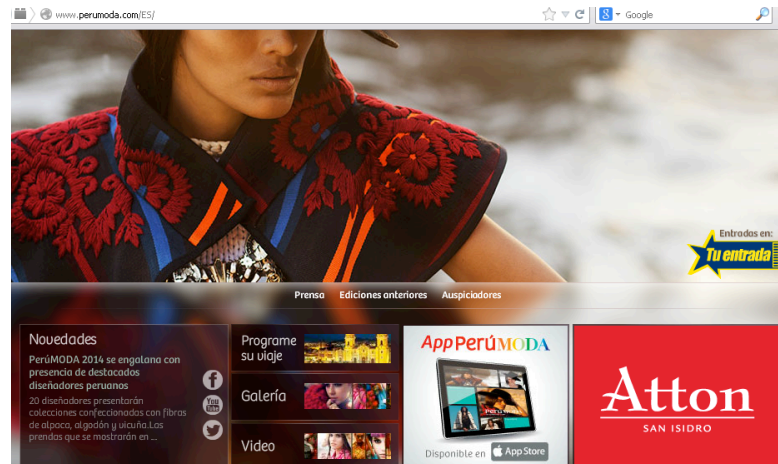 www.perumoda.com/ES/
Google
Entradas en:
Tu entrada
Prensa Ediciones anteriores Auspiciadores
Novedades
PerúMODA 2014 se engalana con
presencia de destacados
diseñadores peruanos
20 diseñadores presentarán
colecciones confeccionadas con fibras
de alpaca, algodón y vicuña.Las
prendas que se mostrarán en ...
You
Tube
Programe
su viaje
Galería
Video
App PerúMODA
Disponible en App Store
Atton
SAN ISIDRO